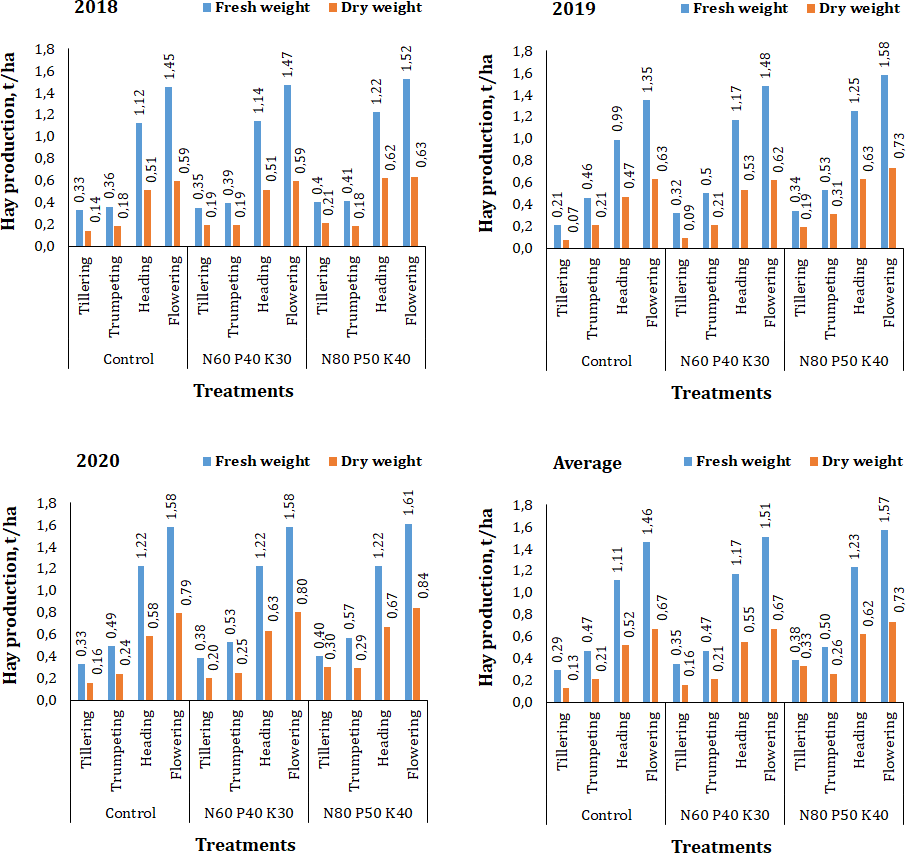 2018
Fresh weight Dry weight
Hay production, t/ha
1,8
1,6
1,4
1,2
1,0
0,8
0,6
0,4
0,2
0,0
0,33 0,14 0,36 0,18 1,12 0,51 1,45 0,59 0,35 0,19 0,39 0,19 1,14 0,51 1,47 0,59 0,4 0,21 0,41 0,18 1,22 0,62 1,52 0,63
Tillering Trumpeting Heading Flowering Tillering Trumpeting Heading Flowering Tillering Trumpeting Heading Flowering
Control N60 P40 K30 N80 P50 K40
Treatments
2019
Fresh weight Dry weight
Hay production, t/ha
1,8
1,6
1,4
1,2
1,0
0,8
0,6
0,4
0,2
0,0
0,21 0,07 0,46 0,21 0,99 0,47 1,35 0,63 0,32 0,09 0,5 0,21 1,17 0,53 1,48 0,62 0,34 0,19 0,53 0,31 1,25 0,63 1,58 0,73
Tillering Trumpeting Heading Flowering Tillering Trumpeting Heading Flowering Tillering Trumpeting Heading Flowering
Control N60 P40 K30 N80 P50 K40
Treatments
2020
Fresh weight Dry weight
Hay production, t/ha
1,8
1,6
1,4
1,2
1,0
0,8
0,6
0,4
0,2
0,0
0,33 0,16 0,49 0,24 1,22 0,58 1,58 0,79 0,38 0,20 0,53 0,25 1,22 0,63 1,58 0,80 0,40 0,30 0,57 0,29 1,22 0,67 1,61 0,84
Tillering Trumpeting Heading Flowering Tillering Trumpeting Heading Flowering Tillering Trumpeting Heading Flowering
Control N60 P40 K30 N80 P50 K40
Treatments
Average
Fresh weight Dry weight
Hay production, t/ha
1,8
1,6
1,4
1,2
1,0
0,8
0,6
0,4
0,2
0,0
0,29 0,13 0,47 0,21 1,11 0,52 1,46 0,67 0,35 0,16 0,47 0,21 1,17 0,55 1,51 0,67 0,38 0,33 0,50 0,26 1,23 0,62 1,57 0,73
Tillering Trumpeting Heading Flowering Tillering Trumpeting Heading Flowering Tillering Trumpeting Heading Flowering
Control N60 P40 K30 N80 P50 K40
Treatments